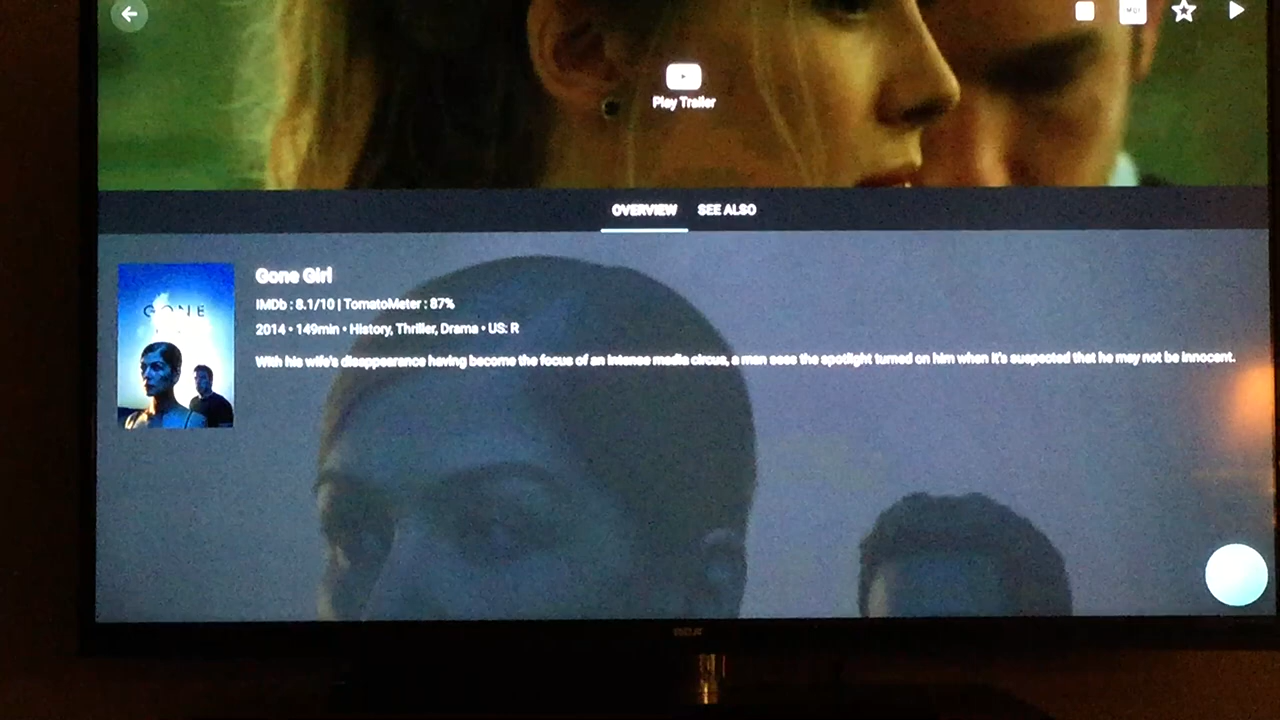 Play Trailer
OVERVIEW SEE ALSO
Gone Girl
IMDb : 8.1/10 | TomatoMeter : 87%
2014 • 149min • History, Thriller, Drama • US: R
With his wife's disappearance having become the focus of an intense media circus, a man sees the spotlight turned on him when it's suspected that he may not be innocent.
GONE
RCA